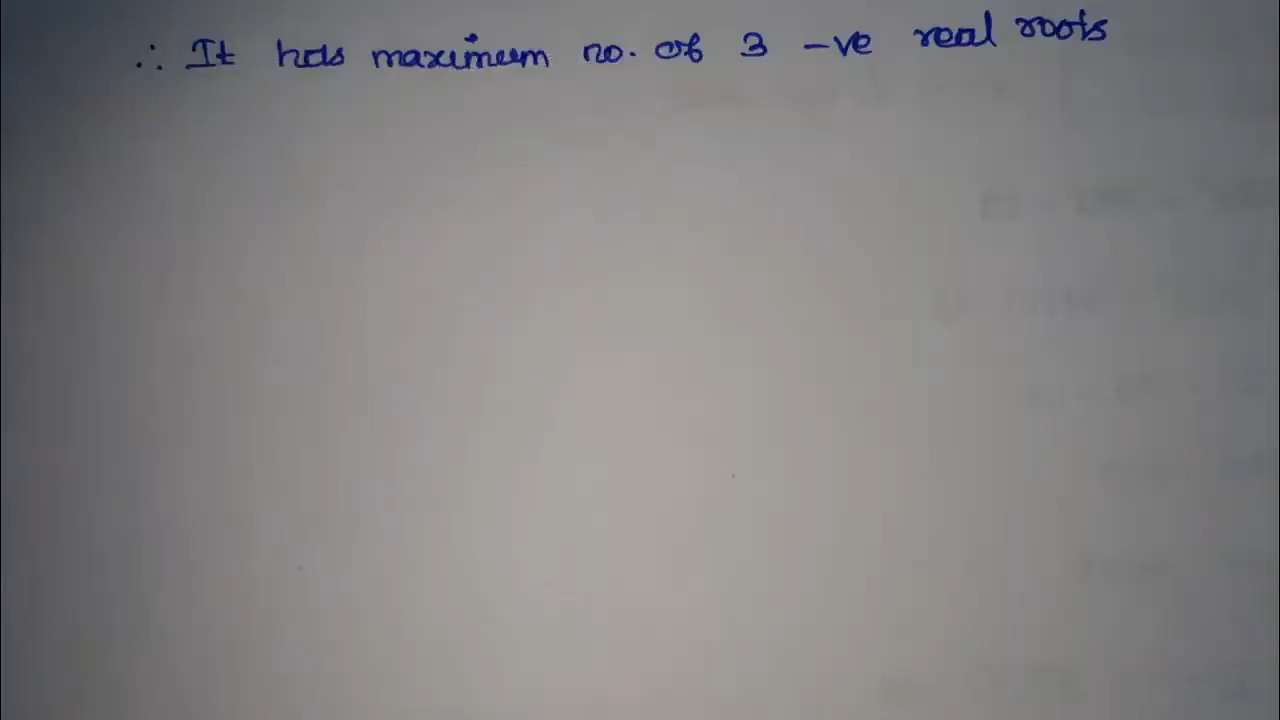 ∴ It has maximum no. of 3 -ve real roots